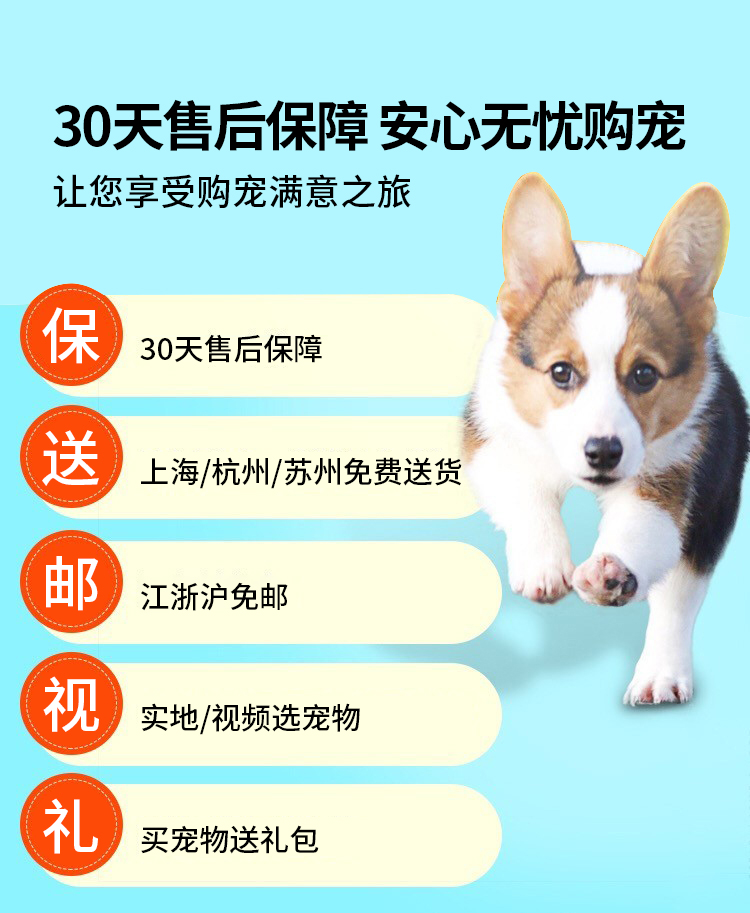 30天售后保障 安心无忧购宠
让您享受购宠满意之旅
保
30天售后保障
送
上海/杭州/苏州免费送货
邮
江浙沪免邮
视
实地/视频选宠物
礼
买宠物送礼包